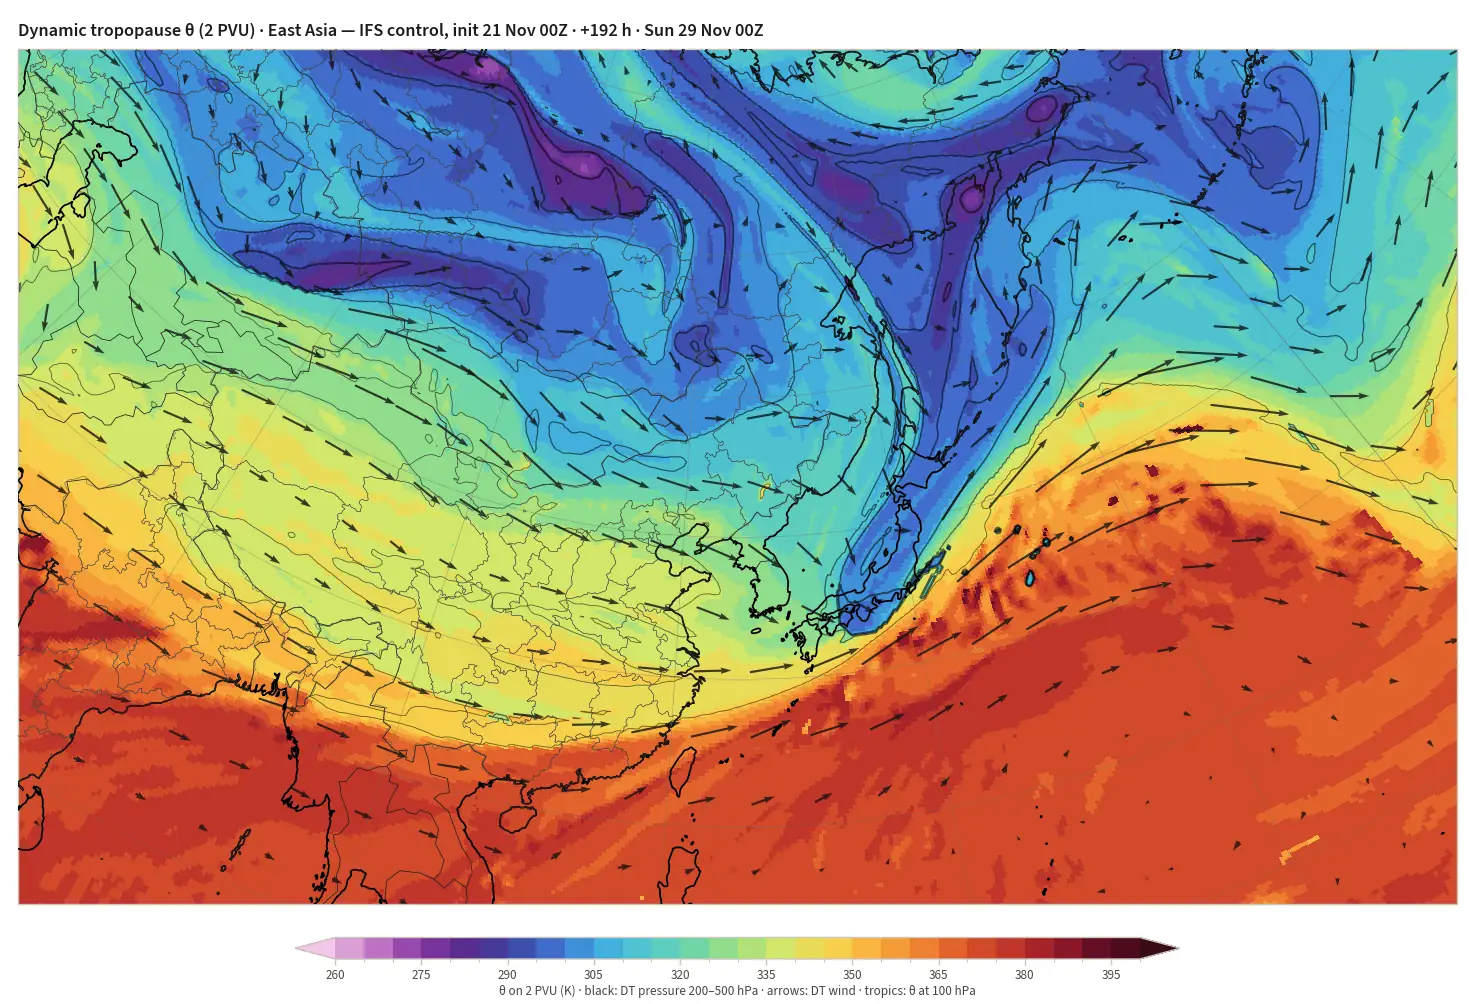 Dynamic tropopause θ (2 PVU) · East Asia — IFS control, init 21 Nov 00Z · +192 h · Sun 29 Nov 00Z
260 275 290 305 320 335 350 365 380 395
θ on 2 PVU (K) · black: DT pressure 200–500 hPa · arrows: DT wind · tropics: θ at 100 hPa